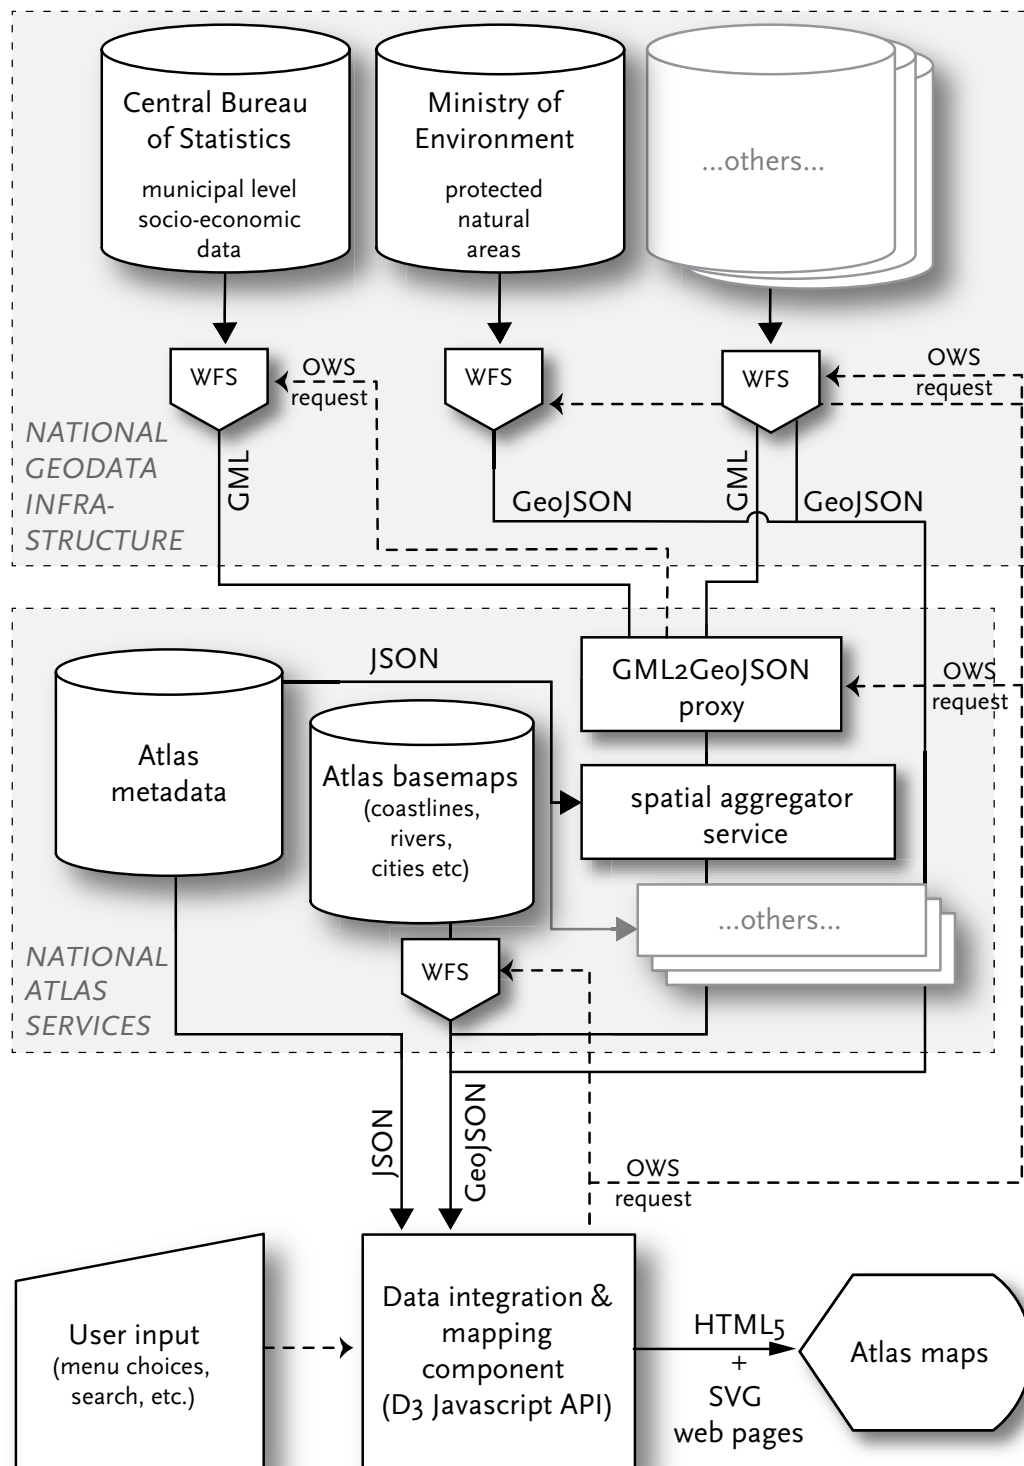 Central Bureau
of Statistics
municipal level
socio-economic
data
Ministry of
Environment
protected
natural
areas
...others...
WFS
OWS
request
WFS
WFS
OWS
request
NATIONAL
GEODATA
INFRA-
STRUCTURE
GML
GeoJSON
GML
GeoJSON
JSON
GML2GeoJSON
proxy
OWS
request
Atlas
metadata
Atlas basemaps
(coastlines,
rivers,
cities etc)
spatial aggregator
service
...others...
WFS
NATIONAL
ATLAS
SERVICES
JSON
GeoJSON
OWS
request
User input
(menu choices,
search, etc.)
Data integration &
mapping
component
(D3 Javascript API)
HTML5
+
SVG
web pages
Atlas maps